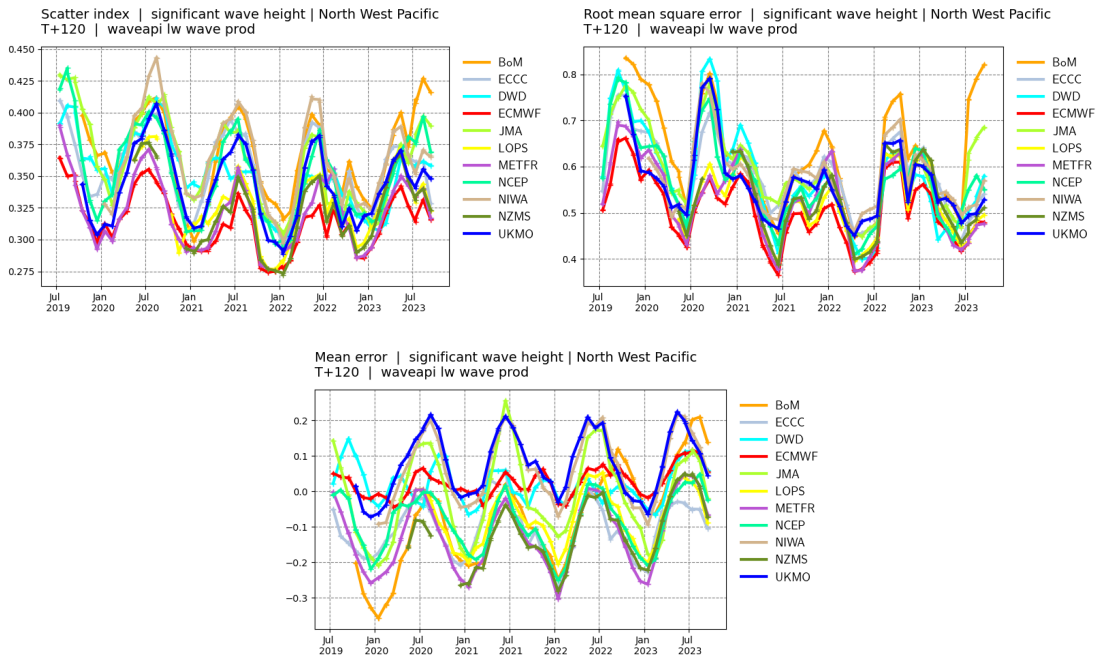 Scatter index | significant wave height | North West Pacific
T+120 | waveapi lw wave prod
0.450
0.425
0.400
0.375
0.350
0.325
0.300
0.275
Jul
2019
Jan
2020
Jul
2020
Jan
2021
Jul
2021
Jan
2022
Jul
2022
Jan
2023
Jul
2023
BoM
ECCC
DWD
ECMWF
JMA
LOPS
METFR
NCEP
NIWA
NZMS
UKMO
Root mean square error | significant wave height | North West Pacific
T+120 | waveapi lw wave prod
0.8
0.7
0.6
0.5
0.4
Jul
2019
Jan
2020
Jul
2020
Jan
2021
Jul
2021
Jan
2022
Jul
2022
Jan
2023
Jul
2023
BoM
ECCC
DWD
ECMWF
JMA
LOPS
METFR
NCEP
NIWA
NZMS
UKMO
Mean error | significant wave height | North West Pacific
T+120 | waveapi lw wave prod
0.2
0.1
0.0
−0.1
−0.2
−0.3
Jul
2019
Jan
2020
Jul
2020
Jan
2021
Jul
2021
Jan
2022
Jul
2022
Jan
2023
Jul
2023
BoM
ECCC
DWD
ECMWF
JMA
LOPS
METFR
NCEP
NIWA
NZMS
UKMO